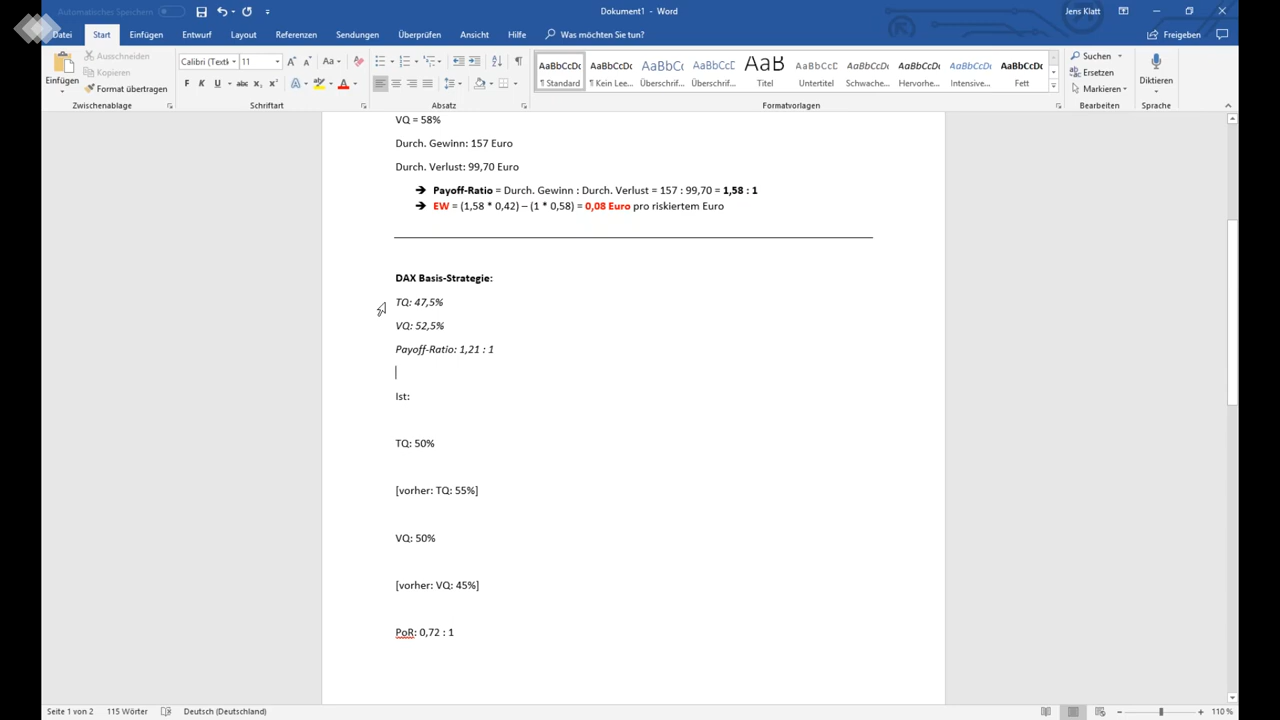 Automatisches Speichern
Dokument1 - Word
Jens Klatt
Datei Start Einfügen Entwurf Layout Referenzen Sendungen Überprüfen Ansicht Hilfe Was möchten Sie tun? Freigeben
Einfügen
Ausschneiden
Kopieren
Format übertragen
Zwischenablage
Calibri (Textk 11
F K U abc x₂ x²
Schriftart
Absatz
AaBbCcDc AaBbCcDc AaBbCc AaBbCcC AaB AaBbCcC AaBbCcDc AaBbCcDc AaBbCcDc AaBbCcDc
¶ Standard ¶ Kein Lee... Überschrif... Überschrif... Titel Untertitel Schwache... Hervorhe... Intensive... Fett
Formatvorlagen
Suchen
Ersetzen
Markieren
Bearbeiten
Diktieren
Sprache
VQ = 58%
Durch. Gewinn: 157 Euro
Durch. Verlust: 99,70 Euro
➔ Payoff-Ratio = Durch. Gewinn : Durch. Verlust = 157 : 99,70 = 1,58 : 1
➔ EW = (1,58 * 0,42) – (1 * 0,58) = 0,08 Euro pro riskiertem Euro
DAX Basis-Strategie:
TQ: 47,5%
VQ: 52,5%
Payoff-Ratio: 1,21 : 1
Ist:
TQ: 50%
[vorher: TQ: 55%]
VQ: 50%
[vorher: VQ: 45%]
PoR: 0,72 : 1
Seite 1 von 2 115 Wörter Deutsch (Deutschland) 110 %